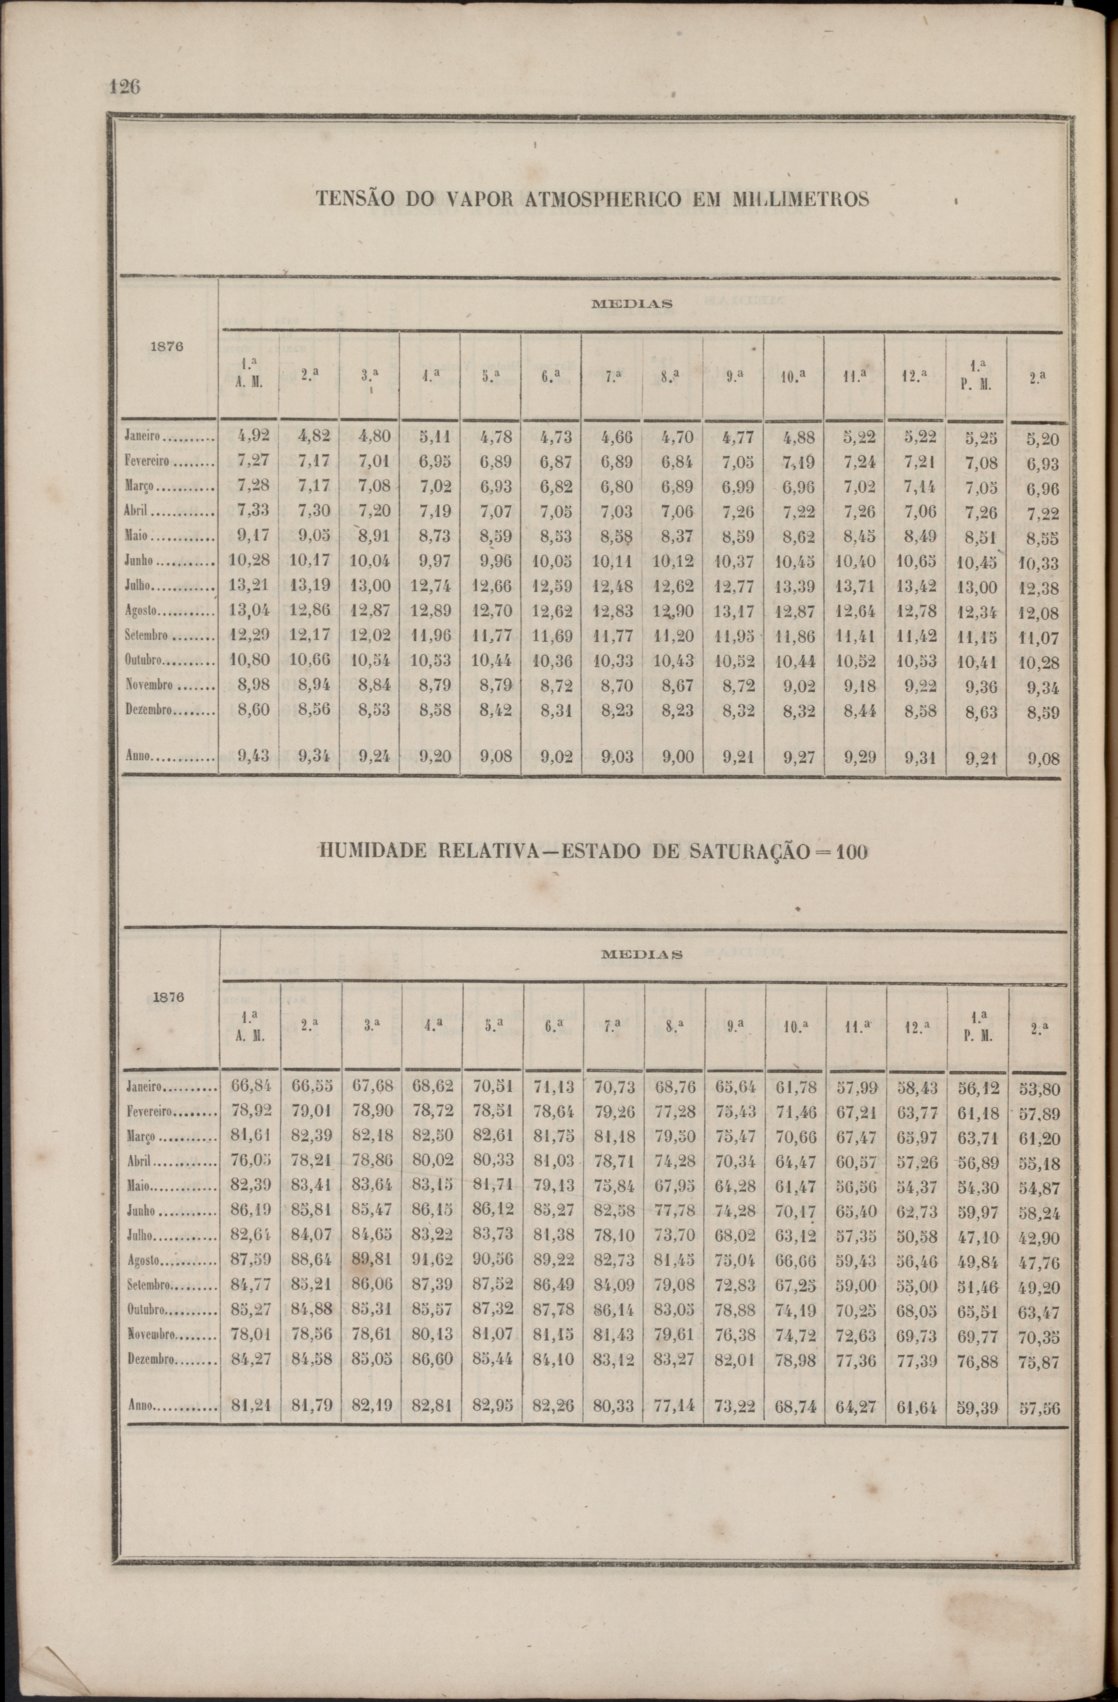 126
TENSÃO DO VAPOR ATMOSPHERICO EM MILLIMETROS
MEDIAS
1876
1.ª A. M. 2.ª 3.ª 4.ª 5.ª 6.ª 7.ª 8.ª 9.ª 10.ª 11.ª 12.ª 1.ª P. M. 2.ª
Janeiro.......... 4,92 4,82 4,80 5,11 4,78 4,73 4,66 4,70 4,77 4,88 5,22 5,22 5,25 5,20
Fevereiro........ 7,27 7,17 7,01 6,95 6,89 6,87 6,89 6,84 7,05 7,19 7,24 7,21 7,08 6,93
Março........... 7,28 7,17 7,08 7,02 6,93 6,82 6,80 6,89 6,99 6,96 7,02 7,14 7,05 6,96
Abril............ 7,33 7,30 7,20 7,19 7,07 7,05 7,03 7,06 7,26 7,22 7,26 7,06 7,26 7,22
Maio............ 9,17 9,05 8,91 8,73 8,59 8,53 8,58 8,37 8,59 8,62 8,45 8,49 8,51 8,55
Junho........... 10,28 10,17 10,04 9,97 9,96 10,05 10,11 10,12 10,37 10,45 10,40 10,65 10,45 10,33
Julho............ 13,21 13,19 13,00 12,74 12,66 12,59 12,48 12,62 12,77 13,39 13,71 13,42 13,00 12,38
Agosto........... 13,04 12,86 12,87 12,89 12,70 12,62 12,83 12,90 13,17 12,87 12,64 12,78 12,34 12,08
Setembro........ 12,29 12,17 12,02 11,96 11,77 11,69 11,77 11,20 11,95 11,86 11,41 11,42 11,15 11,07
Outubro.......... 10,80 10,66 10,54 10,53 10,44 10,36 10,33 10,43 10,52 10,44 10,52 10,53 10,41 10,28
Novembro....... 8,98 8,94 8,84 8,79 8,79 8,72 8,70 8,67 8,72 9,02 9,18 9,22 9,36 9,34
Dezembro........ 8,60 8,56 8,53 8,58 8,42 8,31 8,23 8,23 8,32 8,32 8,44 8,58 8,63 8,59
Anno............ 9,43 9,34 9,24 9,20 9,08 9,02 9,03 9,00 9,21 9,27 9,29 9,31 9,21 9,08
HUMIDADE RELATIVA—ESTADO DE SATURAÇÃO = 100
MEDIAS
1876
1.ª A. M. 2.ª 3.ª 4.ª 5.ª 6.ª 7.ª 8.ª 9.ª 10.ª 11.ª 12.ª 1.ª P. M. 2.ª
Janeiro.......... 66,84 66,55 67,68 68,62 70,51 71,13 70,73 68,76 65,64 61,78 57,99 58,43 56,12 53,80
Fevereiro........ 78,92 79,01 78,90 78,72 78,51 78,64 79,26 77,28 75,43 71,46 67,21 63,77 61,18 57,89
Março........... 81,61 82,39 82,18 82,50 82,61 81,75 81,18 79,50 75,47 70,66 67,47 65,97 63,71 61,20
Abril............ 76,05 78,21 78,86 80,02 80,33 81,03 78,71 74,28 70,34 64,47 60,57 57,26 56,89 55,18
Maio............. 82,39 83,41 83,64 83,15 81,71 79,13 75,84 67,95 64,28 61,47 56,56 54,37 54,30 54,87
Junho........... 86,19 85,81 85,47 86,15 86,12 85,27 82,58 77,78 74,28 70,17 65,40 62,73 59,97 58,24
Julho............ 82,64 84,07 84,65 83,22 83,73 81,38 78,10 73,70 68,02 63,12 57,35 50,58 47,10 42,90
Agosto........... 87,59 88,64 89,81 91,62 90,56 89,22 82,73 81,45 75,04 66,66 59,43 56,46 49,84 47,76
Setembro......... 84,77 85,21 86,06 87,39 87,52 86,49 84,09 79,08 72,83 67,25 59,00 55,00 51,46 49,20
Outubro.......... 85,27 84,88 85,31 85,57 87,32 87,78 86,14 83,05 78,88 74,19 70,25 68,05 65,51 63,47
Novembro........ 78,01 78,56 78,61 80,13 81,07 81,15 81,43 79,61 76,38 74,72 72,63 69,73 69,77 70,35
Dezembro........ 84,27 84,58 85,05 86,60 85,44 84,10 83,12 83,27 82,01 78,98 77,36 77,39 76,88 75,87
Anno............ 81,21 81,79 82,19 82,81 82,95 82,26 80,33 77,14 73,22 68,74 64,27 61,64 59,39 57,56